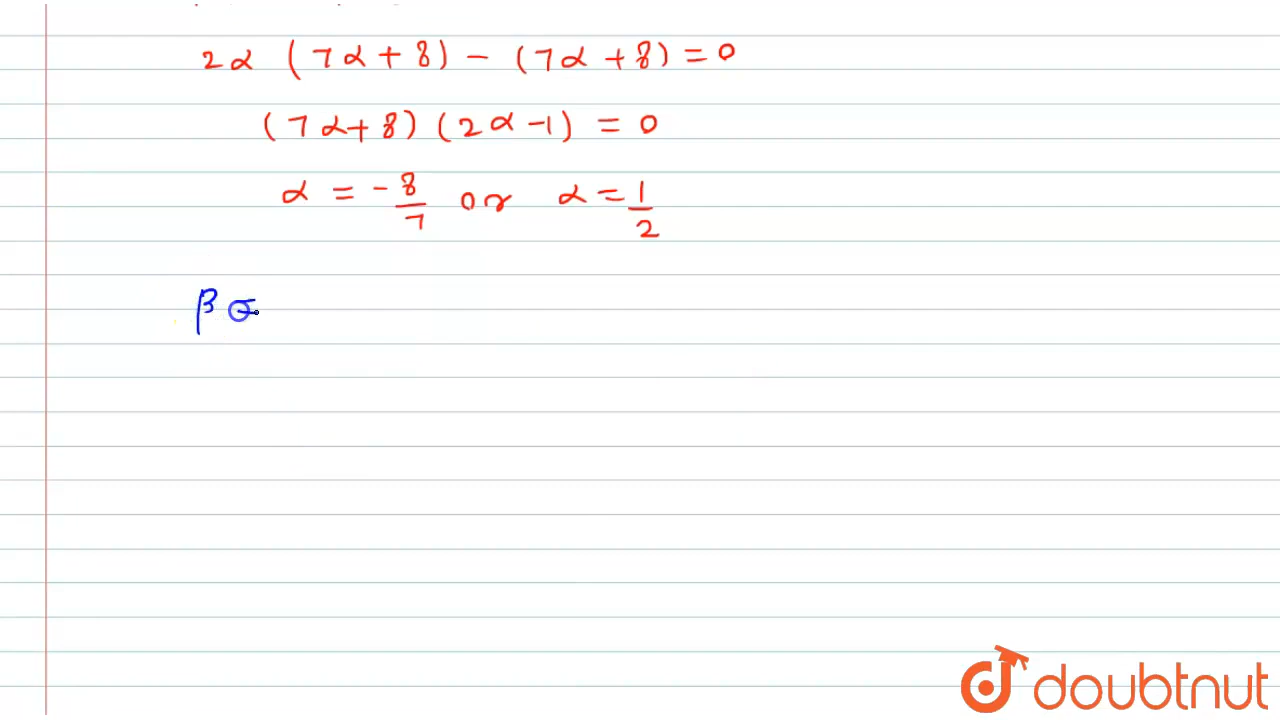 2α (7α + 8) - (7α + 8) = 0
(7α + 8) (2α - 1) = 0
α = -8/7 or α = 1/2
β
doubtnut